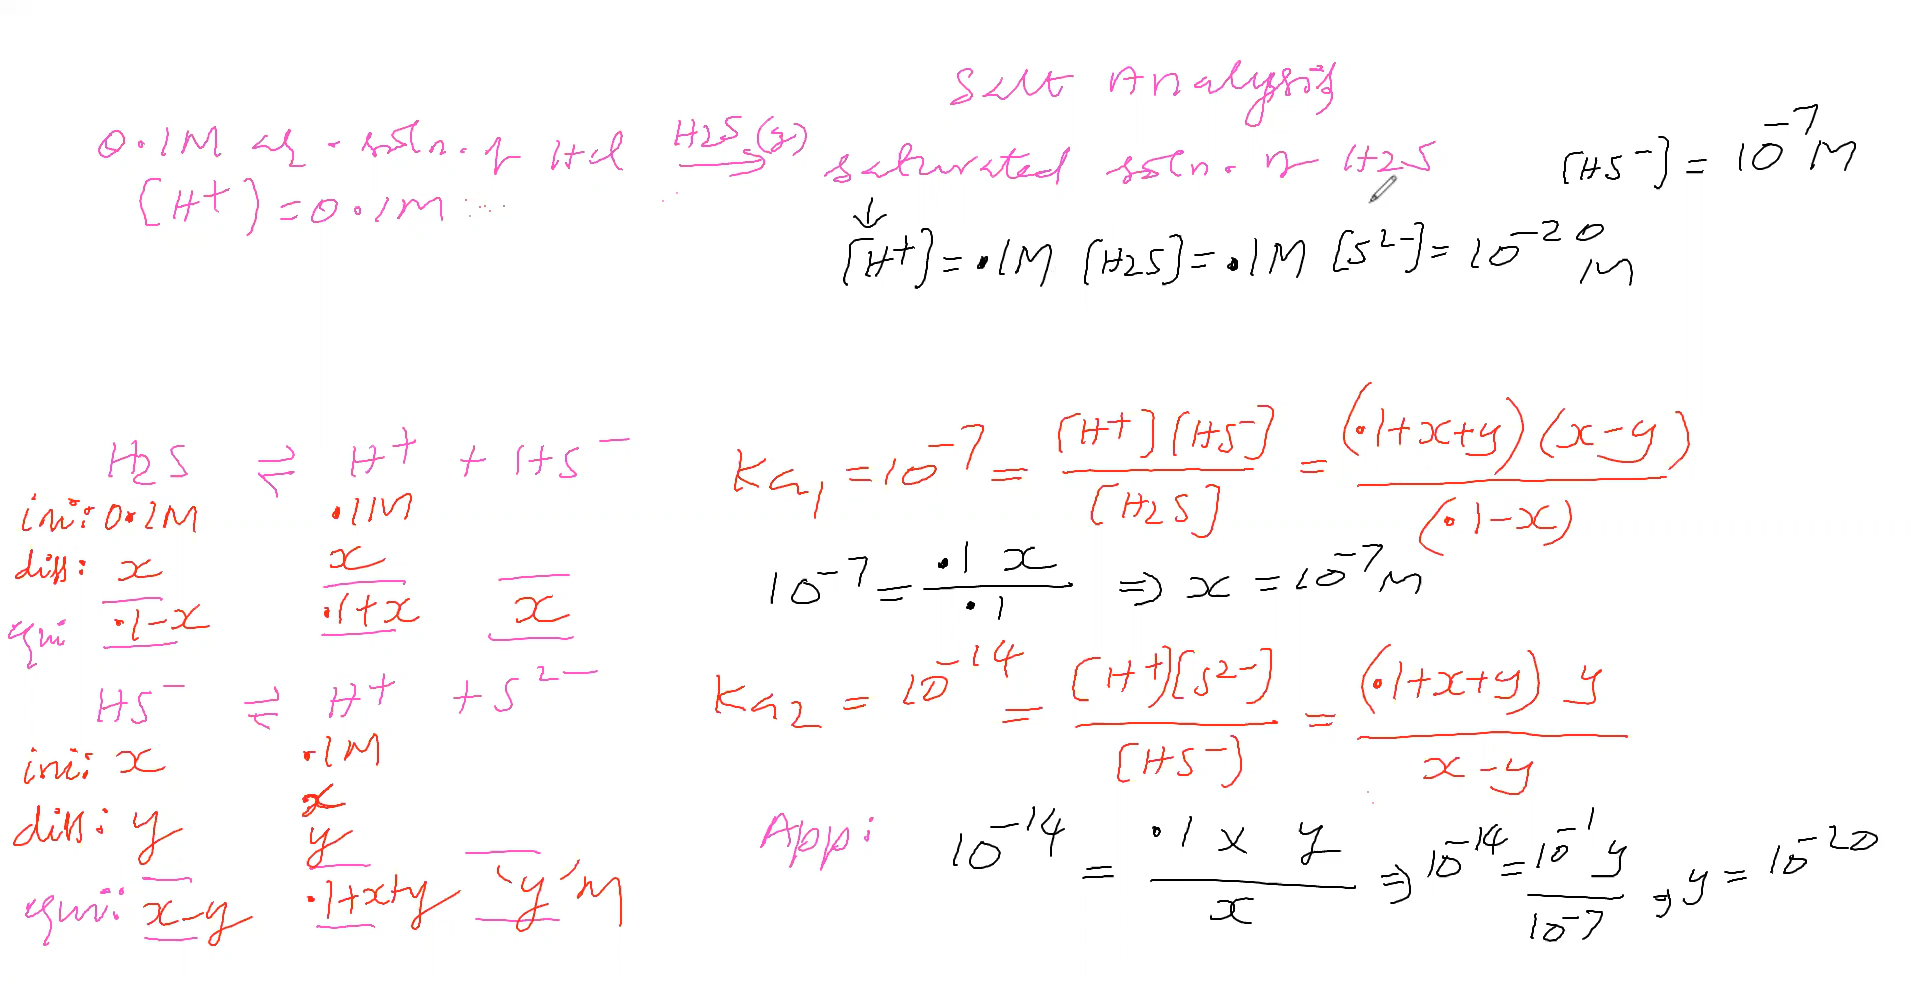 Salt Analysis
0.1M aq. soln. of HCl H2S(g) saturated soln. of H2S [HS⁻] = 10⁻⁷M
[H⁺] = 0.1M
[H⁺] = .1M [H2S] = .1M [S²⁻] = 10⁻²⁰ M
H2S ⇌ H⁺ + HS⁻
ini: 0.1M .1M
diss: x x
equi .1-x .1+x x
HS⁻ ⇌ H⁺ + S²⁻
ini: x .1M
x
diss: y y
equi: x-y .1+x+y 'y' M
Ka1 = 10⁻⁷ = [H⁺][HS⁻] / [H2S] = (.1+x+y)(x-y) / (.1-x)
10⁻⁷ = .1 x / .1 ⇒ x = 10⁻⁷M
Ka2 = 10⁻¹⁴ = [H⁺][S²⁻] / [HS⁻] = (.1+x+y) y / x-y
App: 10⁻¹⁴ = .1 x y / x ⇒ 10⁻¹⁴ = 10⁻¹ y / 10⁻⁷ , y = 10⁻²⁰